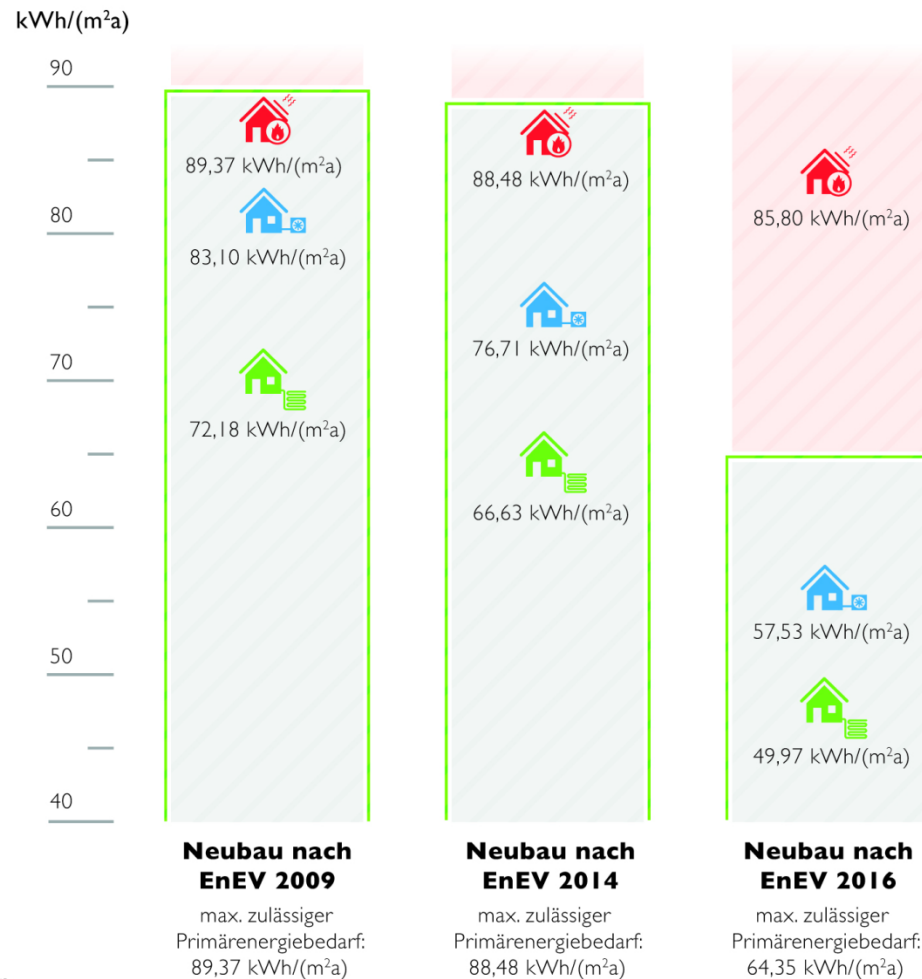 kWh/(m²a)
90
80
70
60
50
40
89,37 kWh/(m²a)
83,10 kWh/(m²a)
72,18 kWh/(m²a)
Neubau nach
EnEV 2009
max. zulässiger
Primärenergiebedarf:
89,37 kWh/(m²a)
88,48 kWh/(m²a)
76,71 kWh/(m²a)
66,63 kWh/(m²a)
Neubau nach
EnEV 2014
max. zulässiger
Primärenergiebedarf:
88,48 kWh/(m²a)
85,80 kWh/(m²a)
57,53 kWh/(m²a)
49,97 kWh/(m²a)
Neubau nach
EnEV 2016
max. zulässiger
Primärenergiebedarf:
64,35 kWh/(m²a)